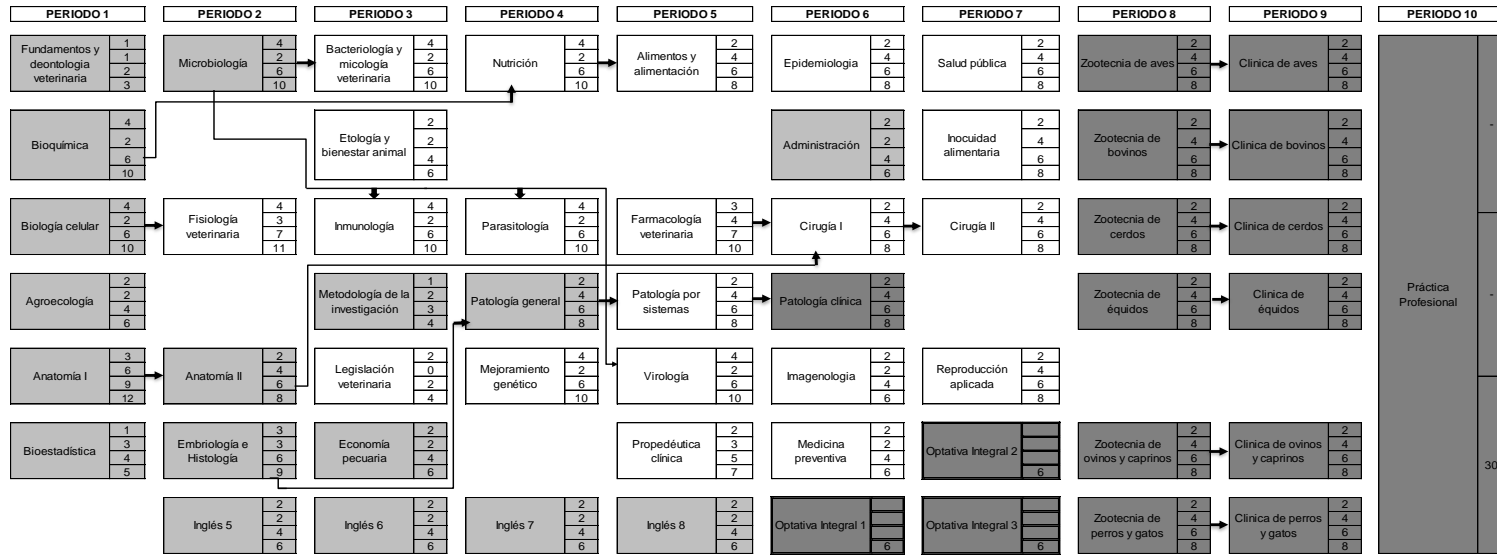 PERIODO 1 PERIODO 2 PERIODO 3 PERIODO 4 PERIODO 5 PERIODO 6 PERIODO 7 PERIODO 8 PERIODO 9 PERIODO 10
Fundamentos y
deontologia
veterinaria
1
1
2
3
Microbiología
4
2
6
10
Bacteriología y
micología
veterinaria
4
2
6
10
Nutrición
4
2
6
10
Alimentos y
alimentación
2
4
6
8
Epidemiologia
2
4
6
8
Salud pública
2
4
6
8
Zootecnia de aves
2
4
6
8
Clinica de aves
2
4
6
8
Bioquímica
4
2
6
10
Etología y
bienestar animal
2
2
4
6
Administración
2
2
4
6
Inocuidad
alimentaria
2
4
6
8
Zootecnia de
bovinos
2
4
6
8
Clinica de bovinos
2
4
6
8
Biología celular
4
2
6
10
Fisiología
veterinaria
4
3
7
11
Inmunología
4
2
6
10
Parasitología
4
2
6
10
Farmacología
veterinaria
3
4
7
10
Cirugía I
2
4
6
8
Cirugía II
2
4
6
8
Zootecnia de
cerdos
2
4
6
8
Clinica de cerdos
2
4
6
8
Agroecología
2
2
4
6
Metodología de la
investigación
1
2
3
4
Patología general
2
4
6
8
Patología por
sistemas
2
4
6
8
Patología clínica
2
4
6
8
Zootecnia de
équidos
2
4
6
8
Clinica de
équidos
2
4
6
8
Anatomía I
3
6
9
12
Anatomía II
2
4
6
8
Legislación
veterinaria
2
0
2
4
Mejoramiento
genético
4
2
6
10
Virología
4
2
6
10
Imagenologia
2
2
4
6
Reproducción
aplicada
2
4
6
8
Bioestadística
1
3
4
5
Embriología e
Histología
3
3
6
9
Economía
pecuaria
2
2
4
6
Propedéutica
clínica
2
3
5
7
Medicina
preventiva
2
2
4
6
Optativa Integral 2
6
Zootecnia de
ovinos y caprinos
2
4
6
8
Clinica de ovinos
y caprinos
2
4
6
8
Inglés 5
2
2
4
6
Inglés 6
2
2
4
6
Inglés 7
2
2
4
6
Inglés 8
2
2
4
6
Optativa Integral 1
6
Optativa Integral 3
6
Zootecnia de
perros y gatos
2
4
6
8
Clinica de perros
y gatos
2
4
6
8
Práctica
Profesional
-
-
30